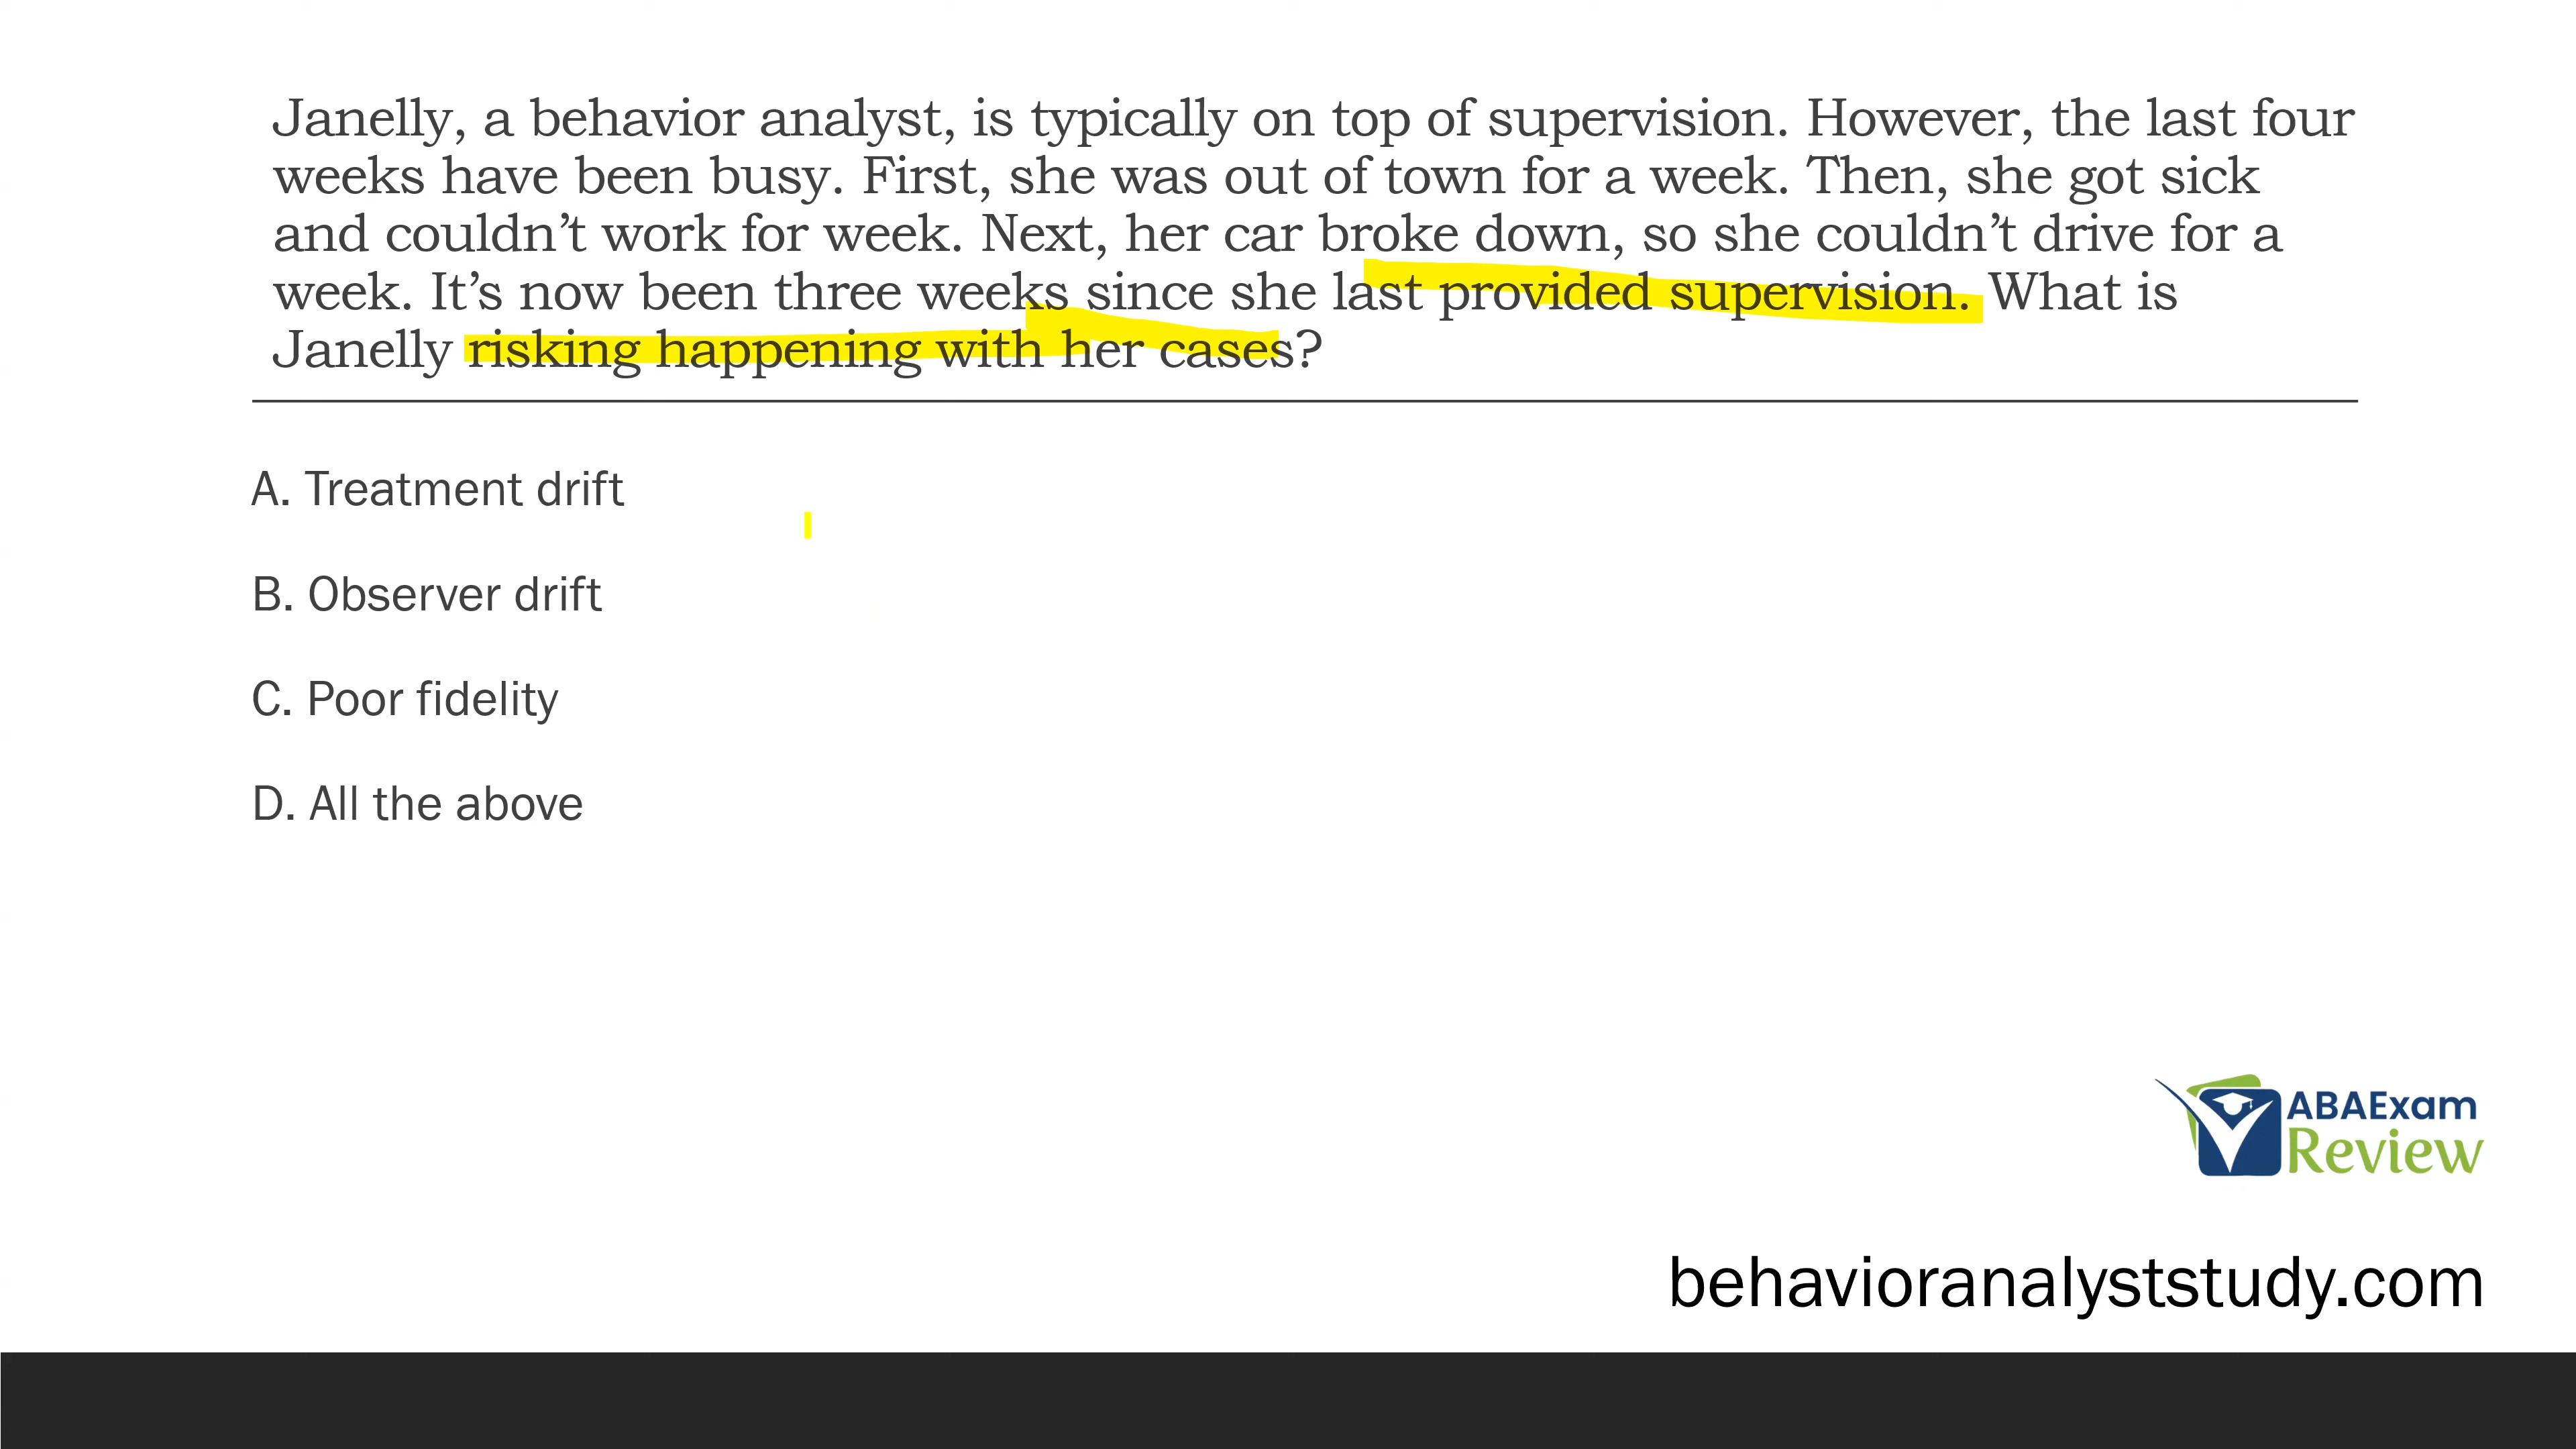 Janelly, a behavior analyst, is typically on top of supervision. However, the last four
weeks have been busy. First, she was out of town for a week. Then, she got sick
and couldn’t work for week. Next, her car broke down, so she couldn’t drive for a
week. It’s now been three weeks since she last provided supervision. What is
Janelly risking happening with her cases?
A. Treatment drift
B. Observer drift
C. Poor fidelity
D. All the above
ABAExam
Review
behavioranalyststudy.com